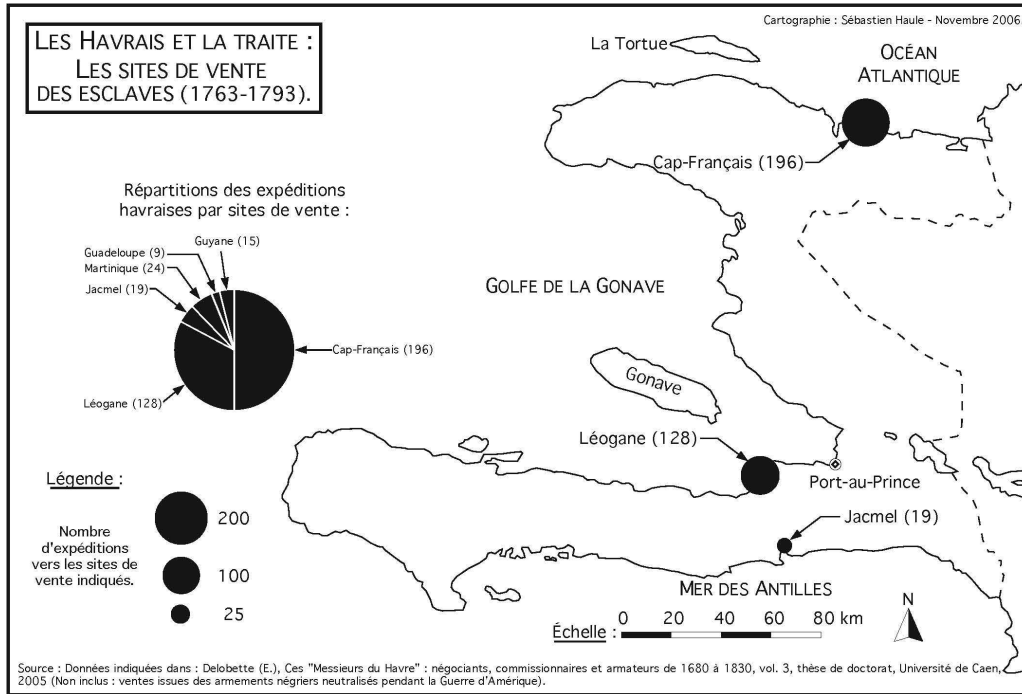 Cartographie : Sébastien Haule - Novembre 2006.
LES HAVRAIS ET LA TRAITE :
LES SITES DE VENTE
DES ESCLAVES (1763-1793).
La Tortue
OCÉAN
ATLANTIQUE
Cap-Français (196)
Répartitions des expéditions
havraises par sites de vente :
Guyane (15)
Guadeloupe (9)
Martinique (24)
Jacmel (19)
Cap-Français (196)
Léogane (128)
GOLFE DE LA GONAVE
Gonave
Léogane (128)
Port-au-Prince
Jacmel (19)
MER DES ANTILLES
Légende :
Nombre
d'expéditions
vers les sites de
vente indiqués.
200
100
25
Échelle :
0 20 40 60 80 km
N
Source : Données indiquées dans : Delobette (E.), Ces "Messieurs du Havre" : négociants, commissionnaires et armateurs de 1680 à 1830, vol. 3, thèse de doctorat, Université de Caen,
2005 (Non inclus : ventes issues des armements négriers neutralisés pendant la Guerre d'Amérique).